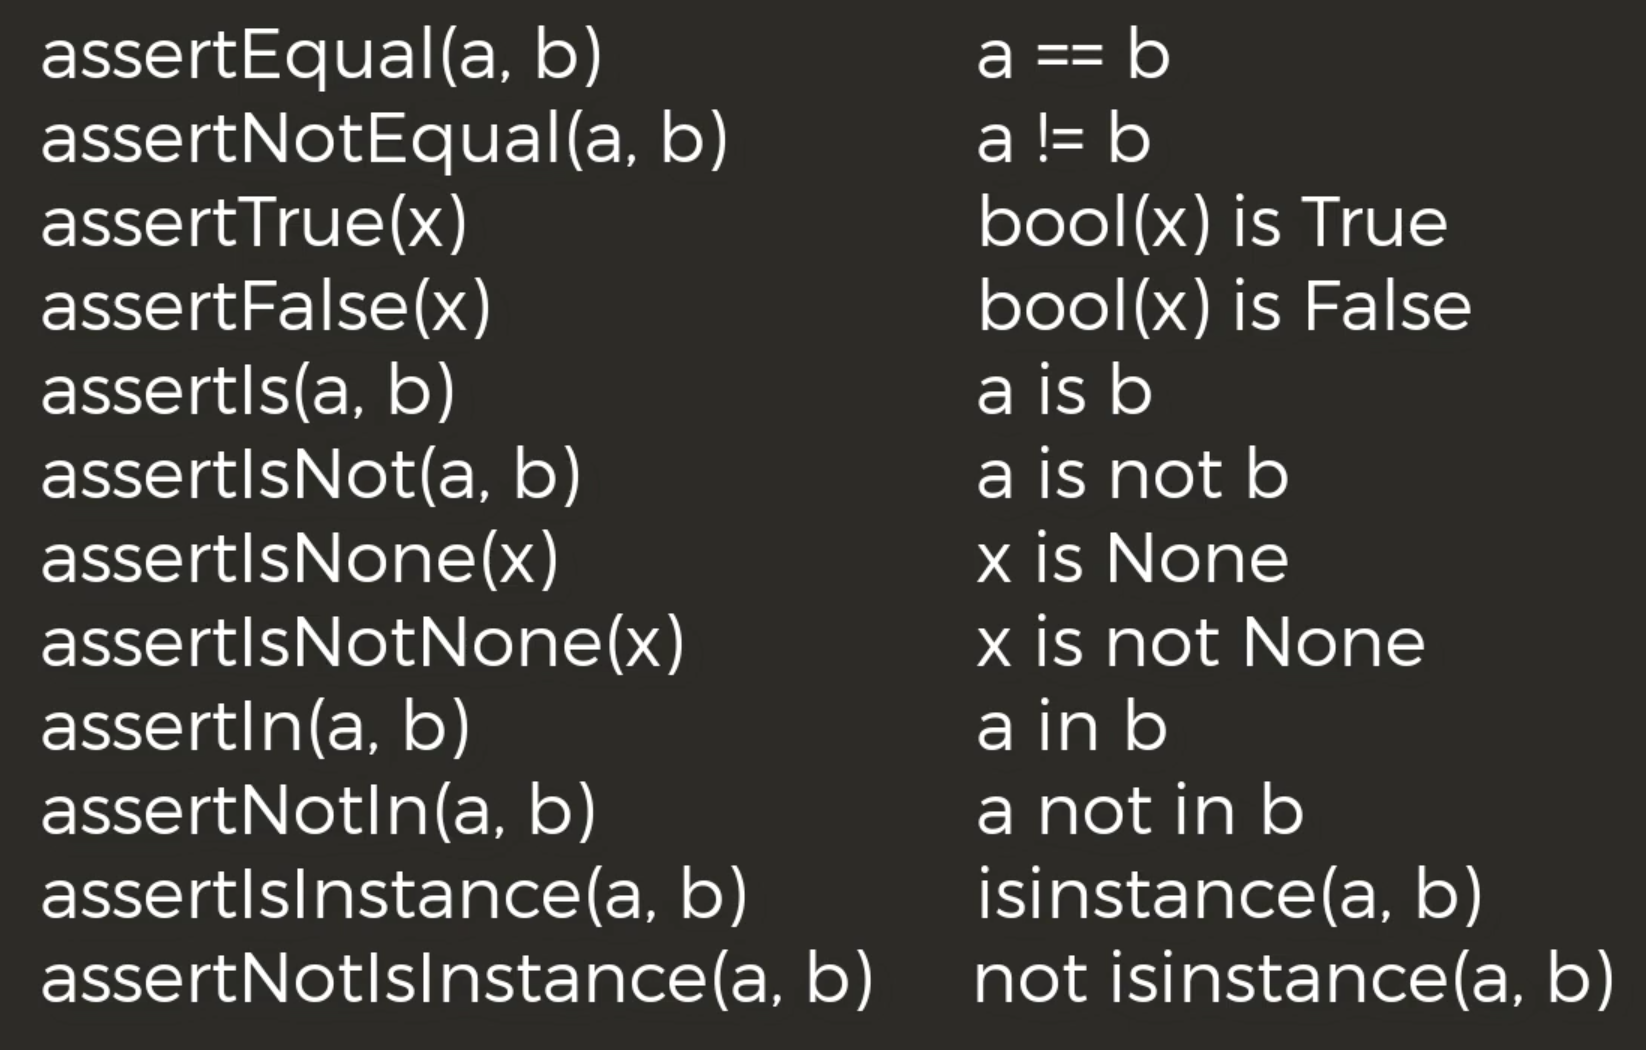 assertEqual(a, b) a == b
assertNotEqual(a, b) a != b
assertTrue(x) bool(x) is True
assertFalse(x) bool(x) is False
assertIs(a, b) a is b
assertIsNot(a, b) a is not b
assertIsNone(x) x is None
assertIsNotNone(x) x is not None
assertIn(a, b) a in b
assertNotIn(a, b) a not in b
assertIsInstance(a, b) isinstance(a, b)
assertNotIsInstance(a, b) not isinstance(a, b)